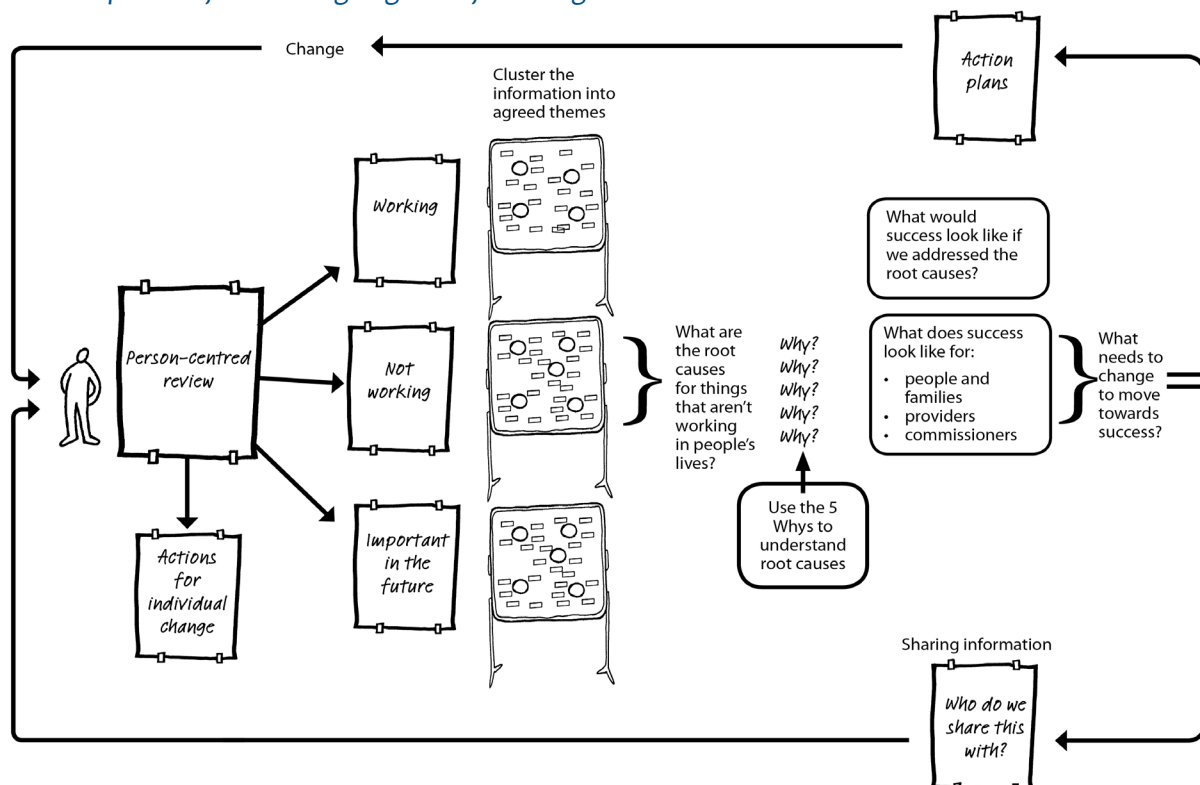 Change
Action
plans
Cluster the
information into
agreed themes
Working
What would
success look like if
we addressed the
root causes?
Person-centred
review
Not
working
What are
the root
causes
for things
that aren't
working
in people's
lives?
Why?
Why?
Why?
Why?
Why?
What does success
look like for:
• people and
families
• providers
• commissioners
What
needs to
change
to move
towards
success?
Use the 5
Whys to
understand
root causes
Important
in the
future
Actions
for
individual
change
Sharing information
Who do we
share this
with?